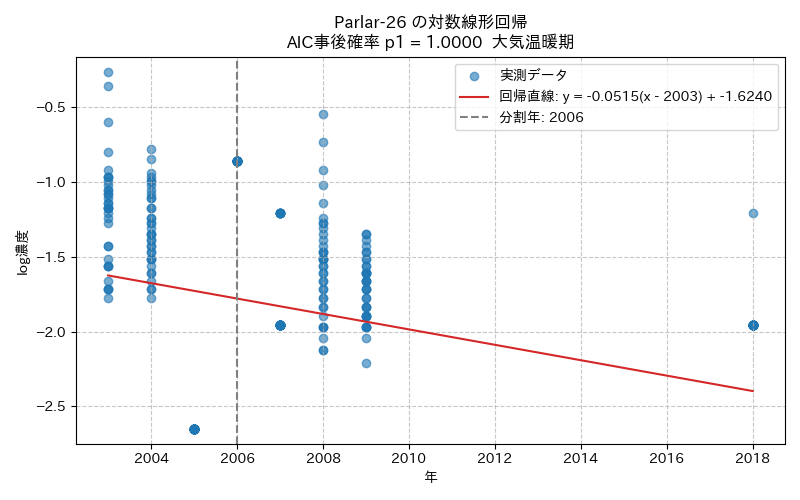 Parlar-26 の対数線形回帰
AIC事後確率 p1 = 1.0000  大気温暖期
実測データ
回帰直線: y = -0.0515(x - 2003) + -1.6240
分割年: 2006
log濃度
−0.5
−1.0
−1.5
−2.0
−2.5
2004
2006
2008
2010
2012
2014
2016
2018
年